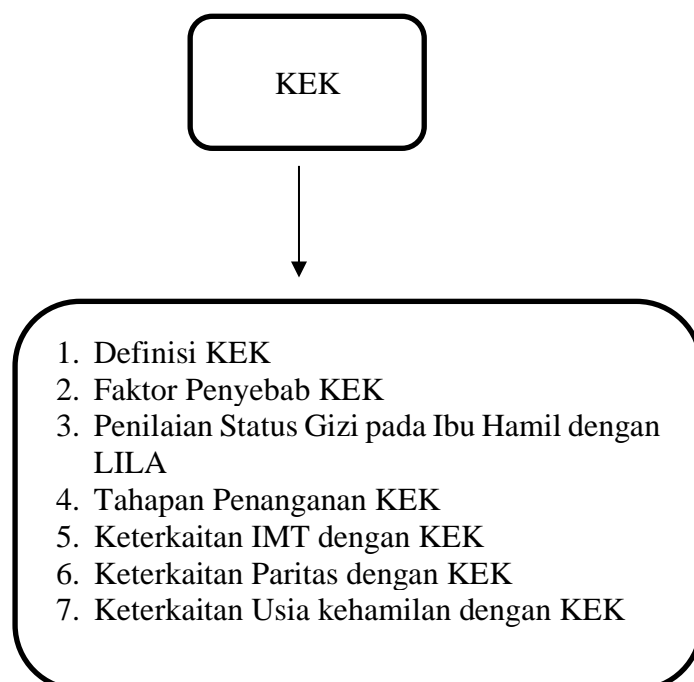 KEK
1. Definisi KEK
2. Faktor Penyebab KEK
3. Penilaian Status Gizi pada Ibu Hamil dengan
LILA
4. Tahapan Penanganan KEK
5. Keterkaitan IMT dengan KEK
6. Keterkaitan Paritas dengan KEK
7. Keterkaitan Usia kehamilan dengan KEK